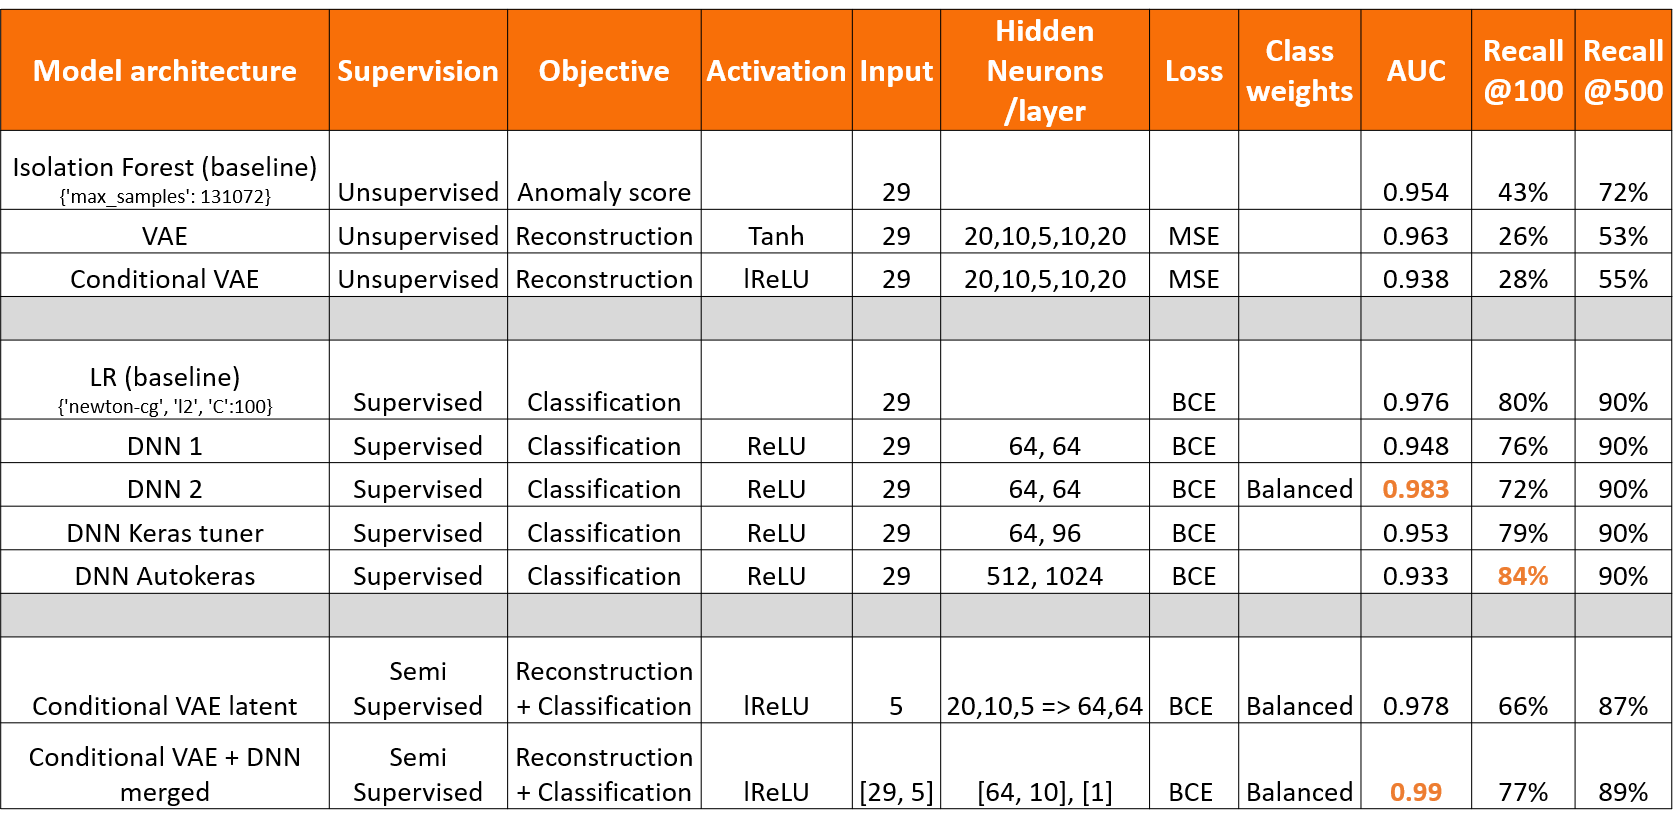 Model architecture Supervision Objective Activation Input Hidden Neurons /layer Loss Class weights AUC Recall @100 Recall @500
Isolation Forest (baseline)
{'max_samples': 131072} Unsupervised Anomaly score 29 0.954 43% 72%
VAE Unsupervised Reconstruction Tanh 29 20,10,5,10,20 MSE 0.963 26% 53%
Conditional VAE Unsupervised Reconstruction lReLU 29 20,10,5,10,20 MSE 0.938 28% 55%
LR (baseline)
{'newton-cg', 'l2', 'C':100} Supervised Classification 29 BCE 0.976 80% 90%
DNN 1 Supervised Classification ReLU 29 64, 64 BCE 0.948 76% 90%
DNN 2 Supervised Classification ReLU 29 64, 64 BCE Balanced 0.983 72% 90%
DNN Keras tuner Supervised Classification ReLU 29 64, 96 BCE 0.953 79% 90%
DNN Autokeras Supervised Classification ReLU 29 512, 1024 BCE 0.933 84% 90%
Semi Reconstruction
Conditional VAE latent Supervised + Classification lReLU 5 20,10,5 => 64,64 BCE Balanced 0.978 66% 87%
Conditional VAE + DNN Semi Reconstruction
merged Supervised + Classification lReLU [29, 5] [64, 10], [1] BCE Balanced 0.99 77% 89%